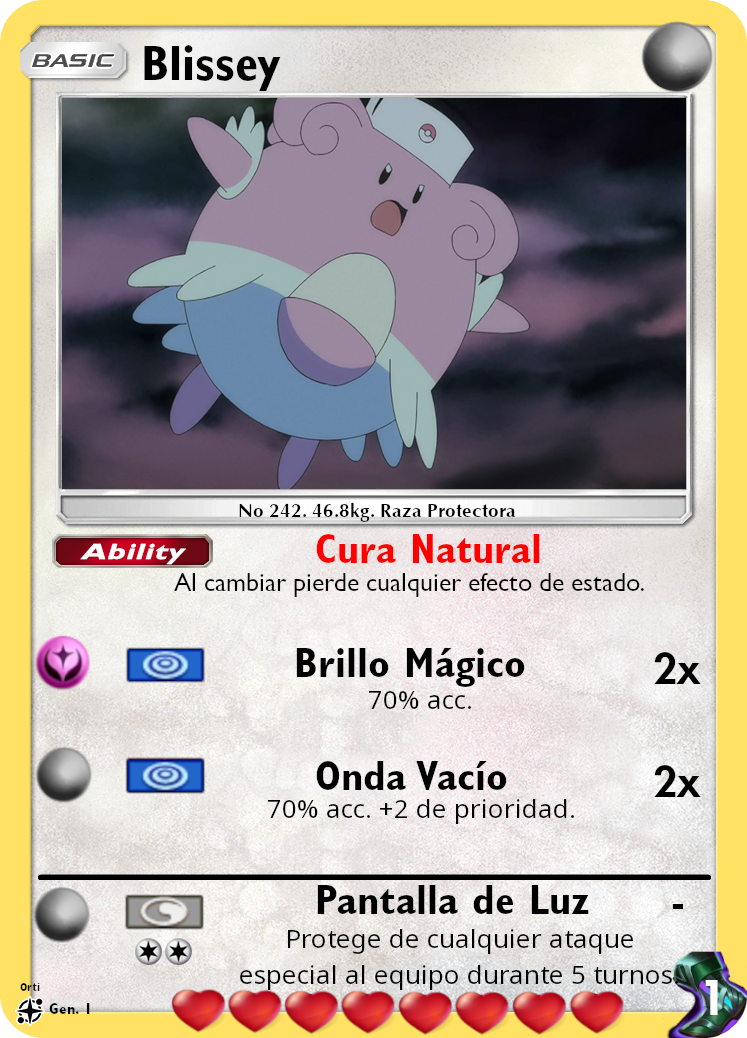 BASIC Blissey
No 242. 46.8kg. Raza Protectora
Ability Cura Natural
Al cambiar pierde cualquier efecto de estado.
Brillo Mágico 2x
70% acc.
Onda Vacío 2x
70% acc. +2 de prioridad.
Pantalla de Luz -
Protege de cualquier ataque
especial al equipo durante 5 turnos
Orti
Gen. I
1